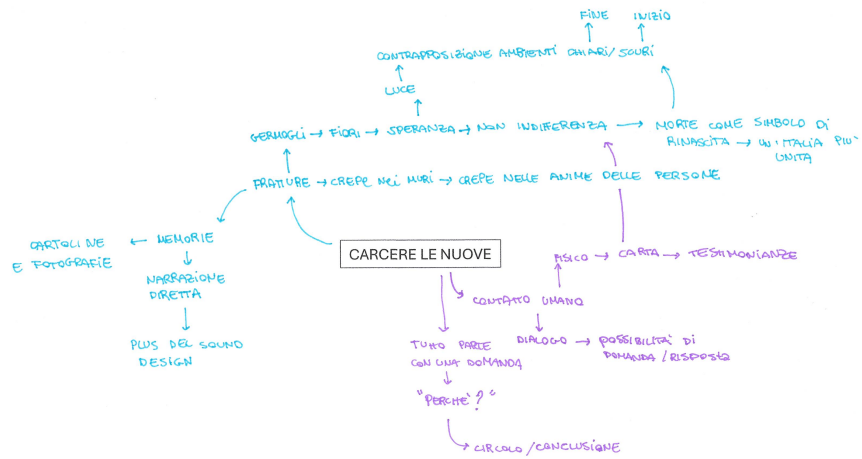 FINE INIZIO
CONTRAPPOSIZIONE AMBIENTI CHIARI/SCURI
LUCE
GERMOGLI → FIORI → SPERANZA → NON INDIFFERENZA → MORTE COME SIMBOLO DI
RINASCITA → UN'ITALIA PIU'
UNITA
FRATTURE → CREPE NEI MURI → CREPE NELLE ANIME DELLE PERSONE
CARTOLINE ← MEMORIE
E FOTOGRAFIE
NARRAZIONE
DIRETTA
PLUS DEL SOUND
DESIGN
CARCERE LE NUOVE
FISICO → CARTA → TESTIMONIANZE
CONTATTO UMANO
DIALOGO → POSSIBILITÀ DI
DOMANDA/RISPOSTA
TUTTO PARTE
CON UNA DOMANDA
"PERCHE'?"
CIRCOLO/CONCLUSIONE